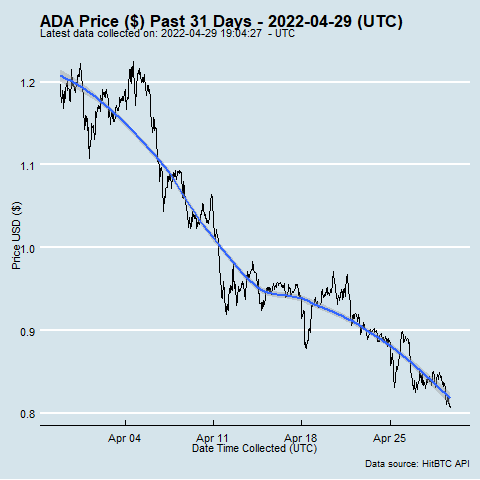 ADA Price ($) Past 31 Days - 2022-04-29 (UTC)
Latest data collected on: 2022-04-29 19:04:27  - UTC
Price USD ($)
1.2
1.1
1.0
0.9
0.8
Apr 04 Apr 11 Apr 18 Apr 25
Date Time Collected (UTC)
Data source: HitBTC API